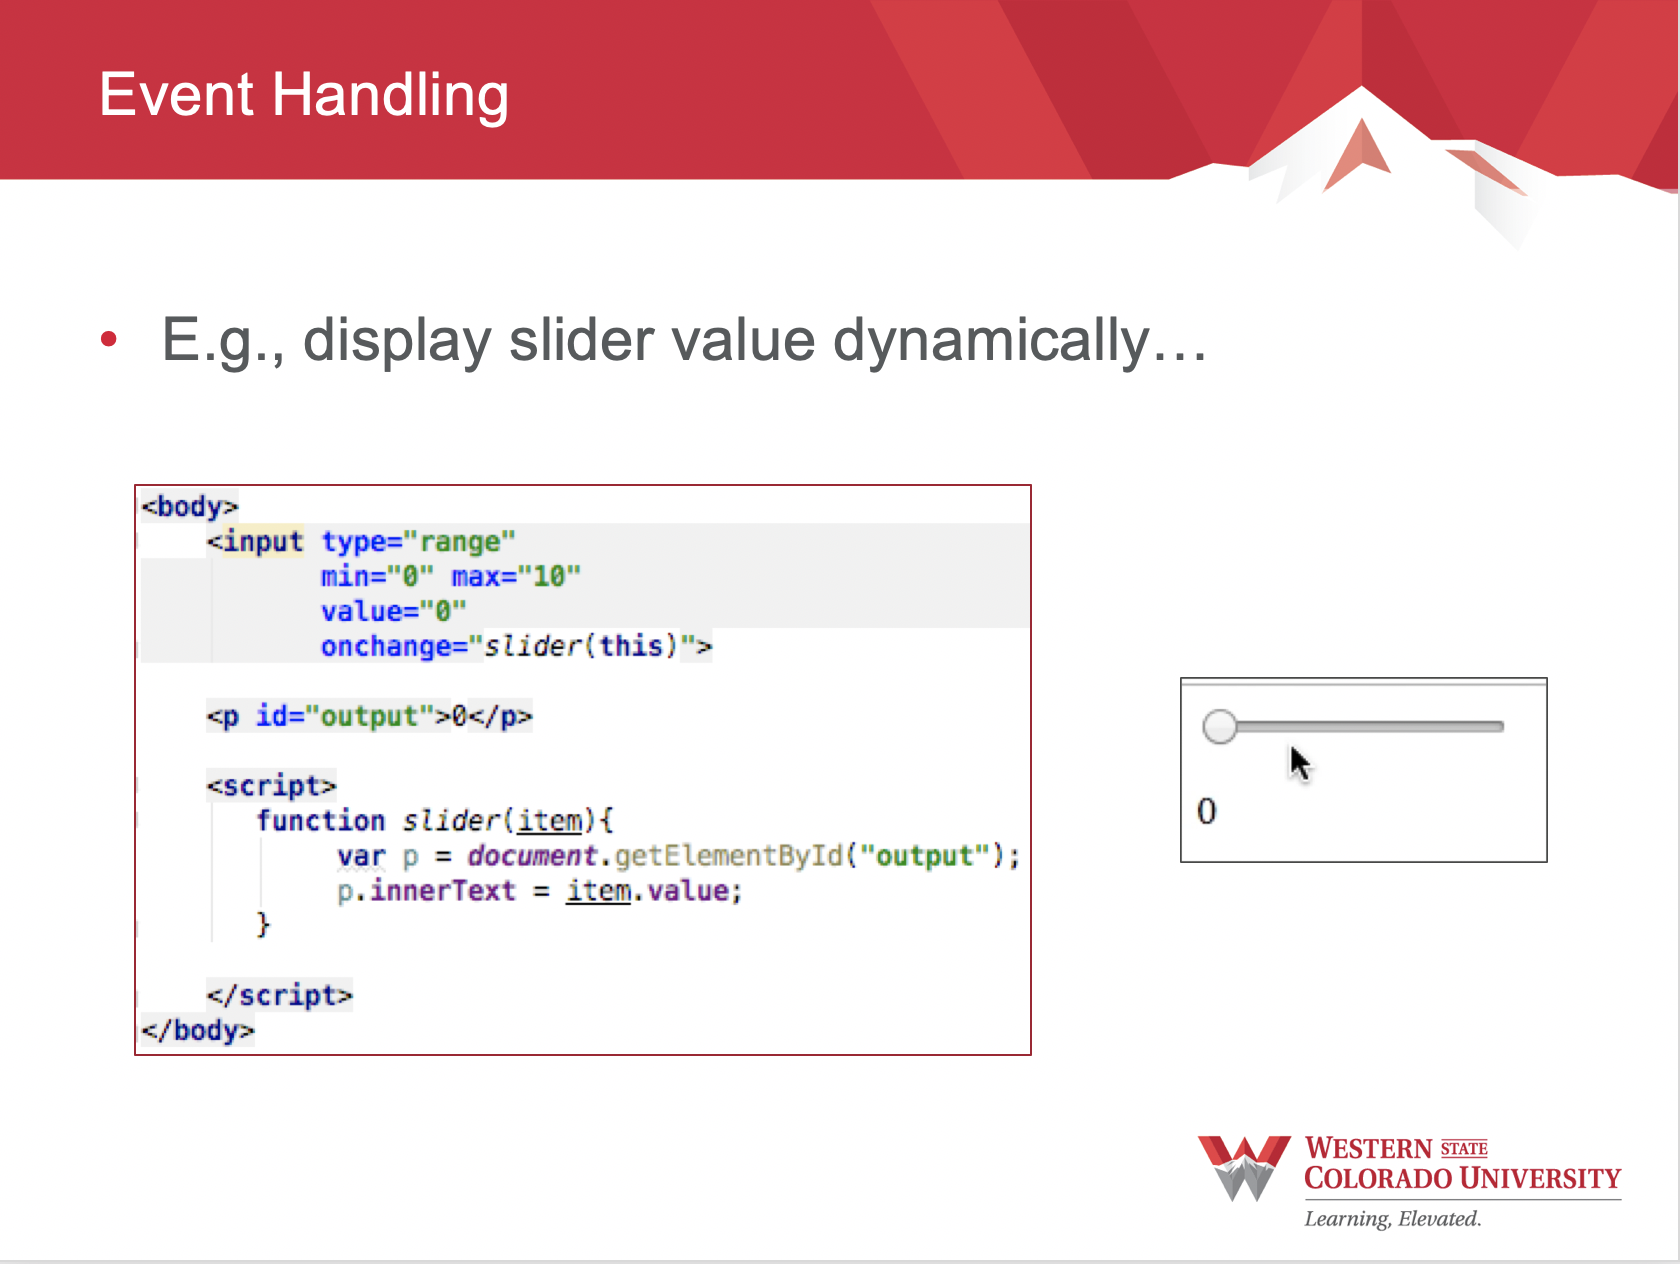 Event Handling
• E.g., display slider value dynamically…
<body>
<input type="range"
min="0" max="10"
value="0"
onchange="slider(this)">
<p id="output">0</p>
<script>
function slider(item){
var p = document.getElementById("output");
p.innerText = item.value;
}
</script>
</body>
0
WESTERN STATE
COLORADO UNIVERSITY
Learning, Elevated.